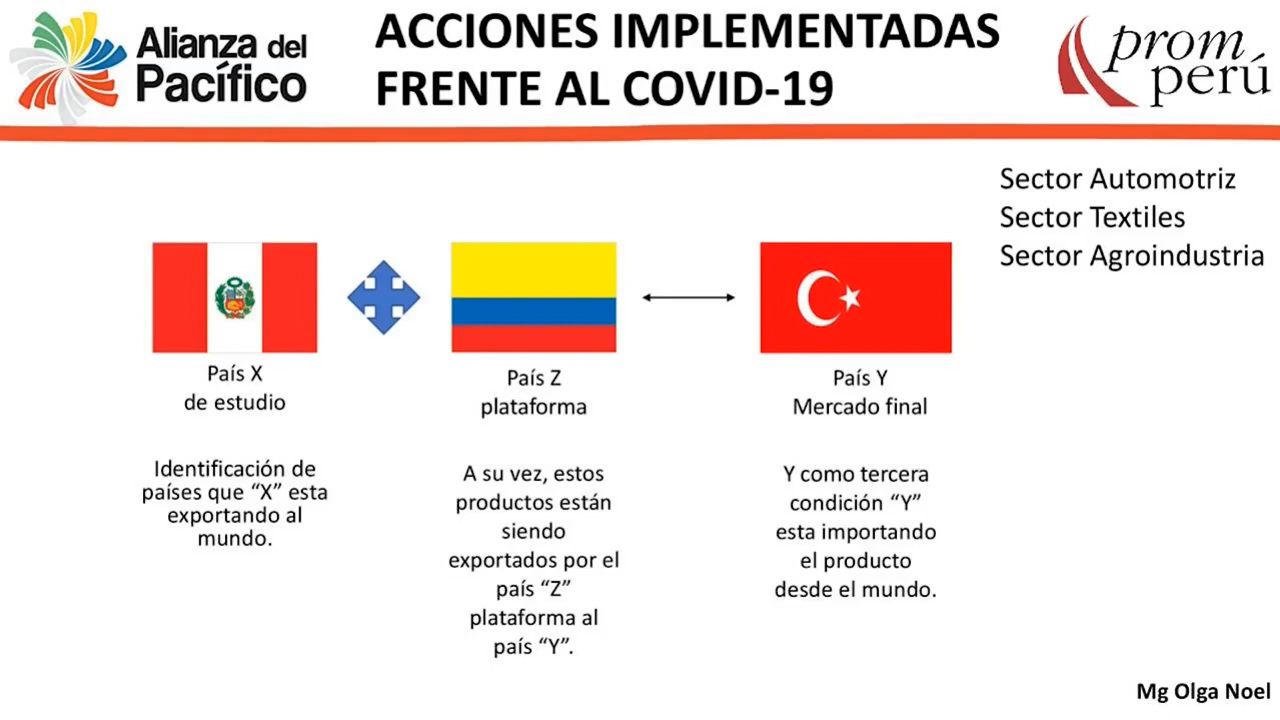 Alianza del
Pacífico
ACCIONES IMPLEMENTADAS
FRENTE AL COVID-19
prom
perú
Sector Automotriz
Sector Textiles
Sector Agroindustria
País X
de estudio
País Z
plataforma
País Y
Mercado final
Identificación de
países que “X” esta
exportando al
mundo.
A su vez, estos
productos están
siendo
exportados por el
país “Z”
plataforma al
país “Y”.
Y como tercera
condición “Y”
esta importando
el producto
desde el mundo.
Mg Olga Noel